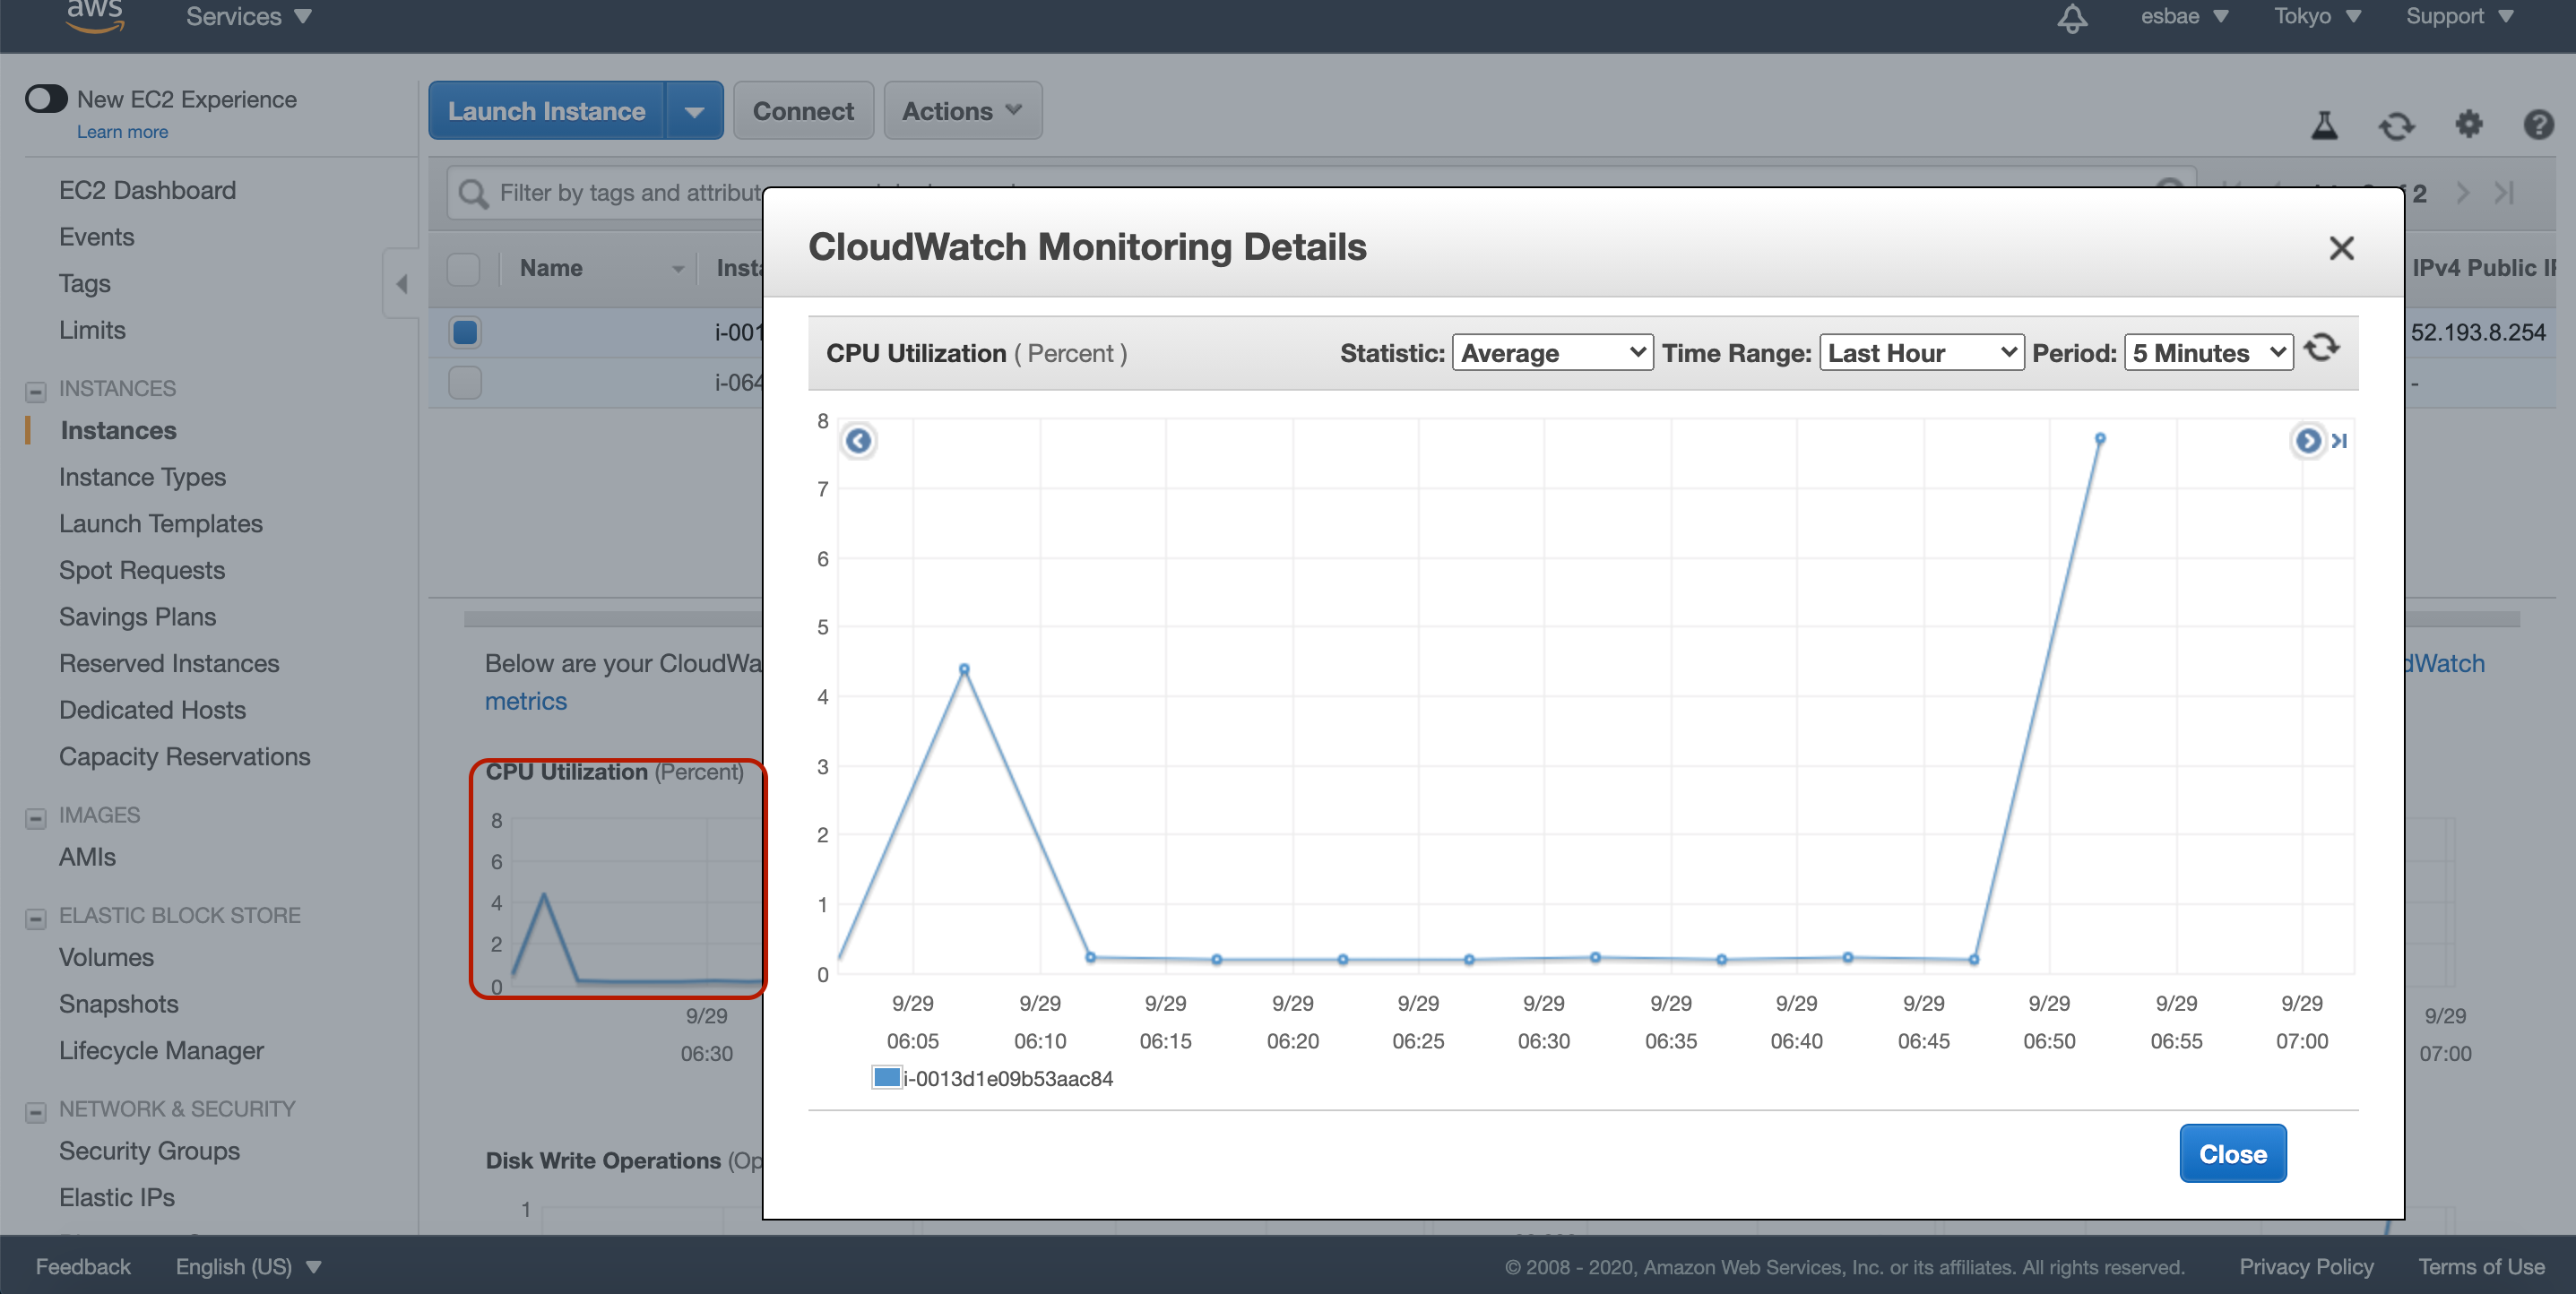 aws
Services
esbae
Tokyo
Support
New EC2 Experience
Learn more
EC2 Dashboard
Events
Tags
Limits
INSTANCES
Instances
Instance Types
Launch Templates
Spot Requests
Savings Plans
Reserved Instances
Dedicated Hosts
Capacity Reservations
IMAGES
AMIs
ELASTIC BLOCK STORE
Volumes
Snapshots
Lifecycle Manager
NETWORK & SECURITY
Security Groups
Elastic IPs
Launch Instance
Connect
Actions
Filter by tags and attribut
2
Name
Insta
IPv4 Public I
i-001
52.193.8.254
i-064
-
Below are your CloudWa
dWatch
metrics
CPU Utilization (Percent)
8
6
4
2
0
9/29
06:30
9/29
07:00
Disk Write Operations (Op
1
CloudWatch Monitoring Details
CPU Utilization ( Percent )
Statistic: Average
Time Range: Last Hour
Period: 5 Minutes
8
7
6
5
4
3
2
1
0
9/29 9/29 9/29 9/29 9/29 9/29 9/29 9/29 9/29 9/29 9/29 9/29
06:05 06:10 06:15 06:20 06:25 06:30 06:35 06:40 06:45 06:50 06:55 07:00
i-0013d1e09b53aac84
Close
Feedback
English (US)
© 2008 - 2020, Amazon Web Services, Inc. or its affiliates. All rights reserved.
Privacy Policy
Terms of Use